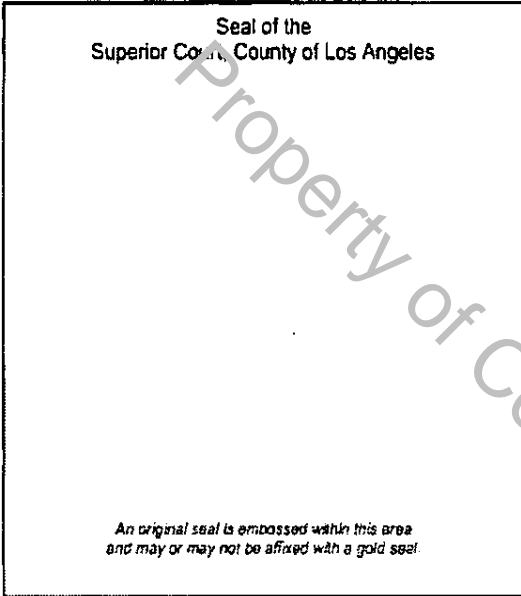 Seal of the
Superior Court, County of Los Angeles
Property of Co
An original seal is embossed within this area
and may or may not be affixed with a gold seal.